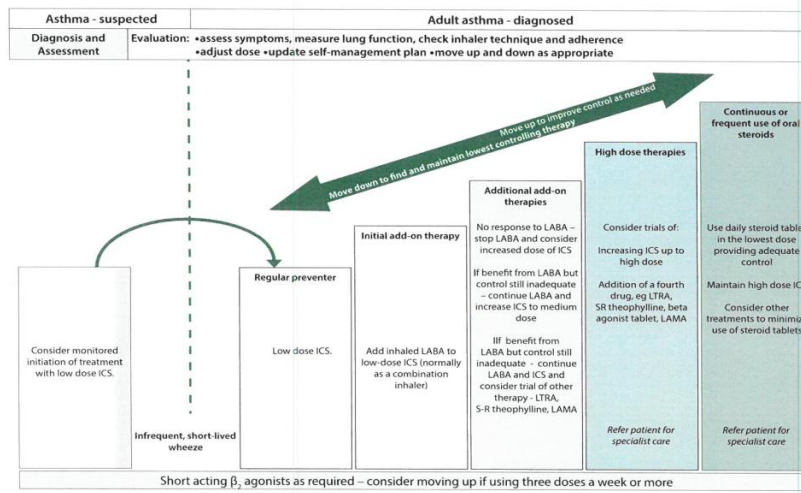 Asthma - suspected
Adult asthma - diagnosed
Diagnosis and
Assessment
Evaluation: •assess symptoms, measure lung function, check inhaler technique and adherence
•adjust dose •update self-management plan •move up and down as appropriate
Move up to improve control as needed
Move down to find and maintain lowest controlling therapy
Consider monitored
initiation of treatment
with low dose ICS.
Infrequent, short-lived
wheeze
Regular preventer
Low dose ICS.
Initial add-on therapy
Add inhaled LABA to
low-dose ICS (normally
as a combination
inhaler)
Additional add-on
therapies
No response to LABA –
stop LABA and consider
increased dose of ICS
If benefit from LABA but
control still inadequate
– continue LABA and
increase ICS to medium
dose
IIf benefit from
LABA but control still
inadequate - continue
LABA and ICS and
consider trial of other
therapy - LTRA,
S-R theophylline, LAMA
High dose therapies
Consider trials of:
Increasing ICS up to
high dose
Addition of a fourth
drug, eg LTRA,
SR theophylline, beta
agonist tablet, LAMA
Refer patient for
specialist care
Continuous or
frequent use of oral
steroids
Use daily steroid table
in the lowest dose
providing adequate
control
Maintain high dose IC
Consider other
treatments to minimiz
use of steroid tablets
Refer patient for
specialist care
Short acting β₂ agonists as required – consider moving up if using three doses a week or more